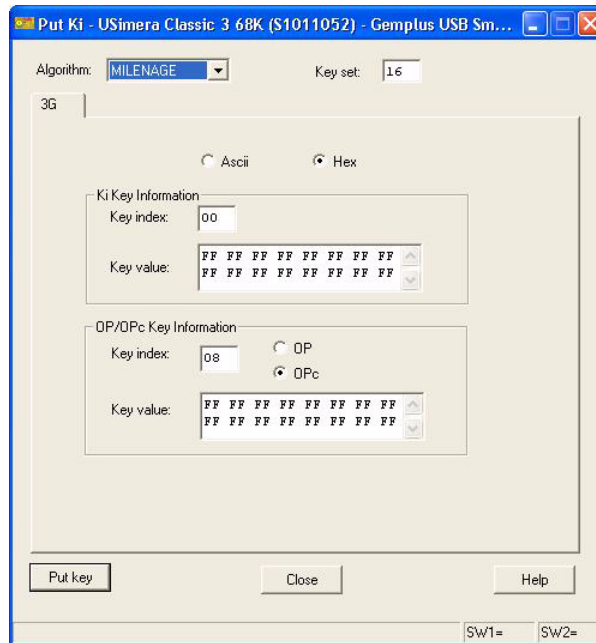 Put Ki - USimera Classic 3 68K (S1011052) - Gemplus USB Sm...
Algorithm: MILENAGE Key set: 16
3G
Ascii Hex
Ki Key Information
Key index: 00
Key value: FF FF FF FF FF FF FF FF
FF FF FF FF FF FF FF FF
OP/OPc Key Information
Key index: 08 OP
OPc
Key value: FF FF FF FF FF FF FF FF
FF FF FF FF FF FF FF FF
Put key Close Help
SW1= SW2=